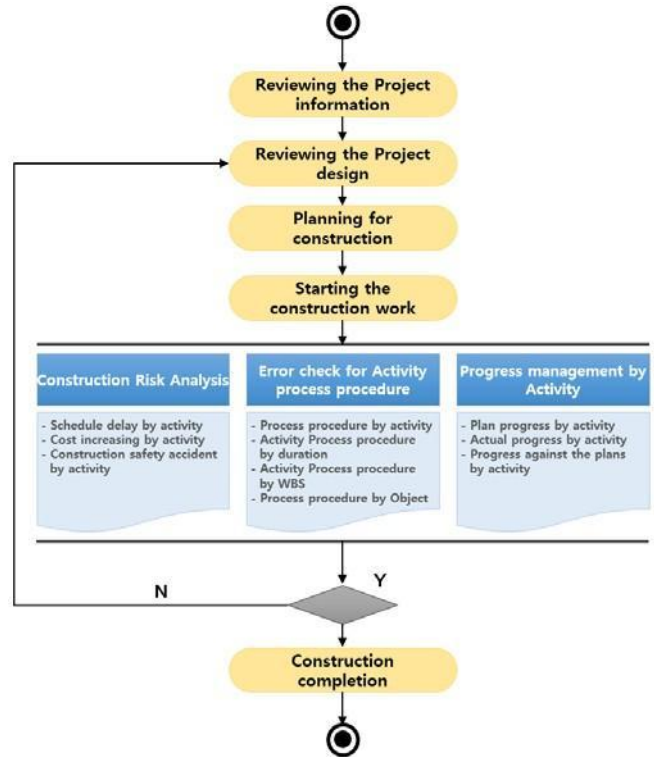 Reviewing the Project
information
Reviewing the Project
design
Planning for
construction
Starting the
construction work
Construction Risk Analysis
- Schedule delay by activity
- Cost increasing by activity
- Construction safety accident
by activity
Error check for Activity
process procedure
- Process procedure by activity
- Activity Process procedure
by duration
- Activity Process procedure
by WBS
- Process procedure by Object
Progress management by
Activity
- Plan progress by activity
- Actual progress by activity
- Progress against the plans
by activity
N
Y
Construction
completion